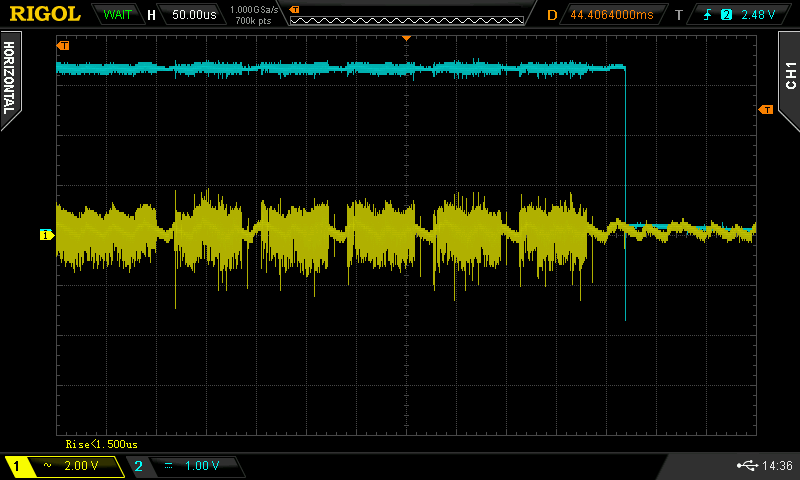 RIGOL WAIT H 50.00us 1.000GSa/s 700k pts T D 44.4064000ms T 2 2.48 V
HORIZONTAL
T
CH1
T
1
Rise<1.500us
1 ~ 2.00 V 2 1.00 V 14:36